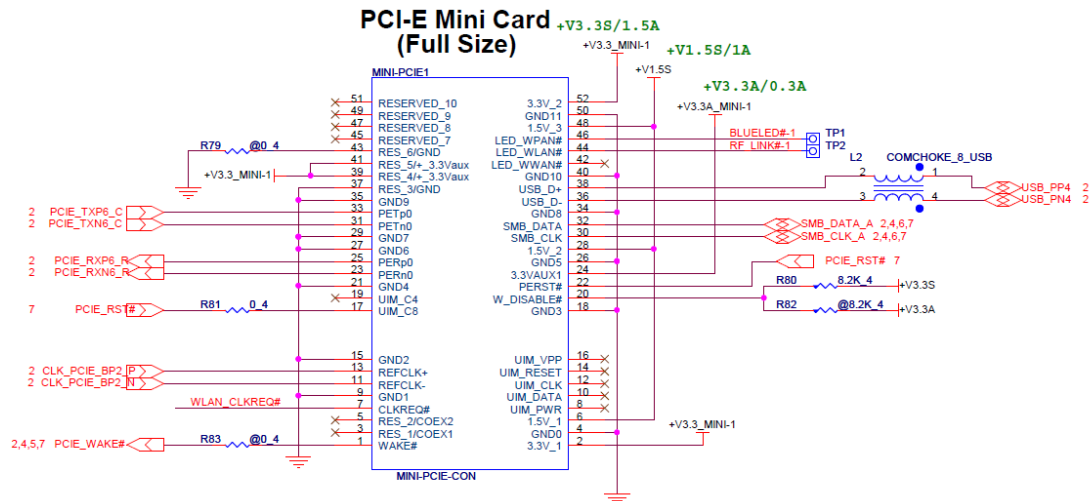 PCI-E Mini Card
(Full Size)
+V3.3S/1.5A
+V3.3_MINI-1
+V1.5S/1A
+V1.5S
+V3.3A/0.3A
+V3.3A_MINI-1
MINI-PCIE1
51 RESERVED_10 3.3V_2 52
49 RESERVED_9 GND11 50
47 RESERVED_8 1.5V_3 48
45 RESERVED_7 LED_WPAN# 46 BLUELED#-1 TP1
R79 @0_4 43 RES_6/GND LED_WLAN# 44 RF_LINK#-1 TP2
41 RES_5/+_3.3Vaux LED_WWAN# 42 L2 COMCHOKE_8_USB
+V3.3_MINI-1 39 RES_4/+_3.3Vaux GND10 40
37 RES_3/GND USB_D+ 38 2 1 USB_PP4 2
35 GND9 USB_D- 36 3 4 USB_PN4 2
2 PCIE_TXP6_C 33 PETp0 GND8 34
2 PCIE_TXN6_C 31 PETn0 SMB_DATA 32 SMB_DATA_A 2,4,6,7
29 GND7 SMB_CLK 30 SMB_CLK_A 2,4,6,7
27 GND6 1.5V_2 28
2 PCIE_RXP6_R 25 PERp0 GND5 26
2 PCIE_RXN6_R 23 PERn0 3.3VAUX1 24
21 GND4 PERST# 22 PCIE_RST# 7
19 UIM_C4 W_DISABLE# 20 R80 8.2K_4 +V3.3S
7 PCIE_RST# R81 0_4 17 UIM_C8 GND3 18 R82 @8.2K_4 +V3.3A
15 GND2 UIM_VPP 16
2 CLK_PCIE_BP2_P 13 REFCLK+ UIM_RESET 14
2 CLK_PCIE_BP2_N 11 REFCLK- UIM_CLK 12
9 GND1 UIM_DATA 10
WLAN_CLKREQ# 7 CLKREQ# UIM_PWR 8
5 RES_2/COEX2 1.5V_1 6
3 RES_1/COEX1 GND0 4
2,4,5,7 PCIE_WAKE# R83 @0_4 1 WAKE# 3.3V_1 2 +V3.3_MINI-1
MINI-PCIE-CON